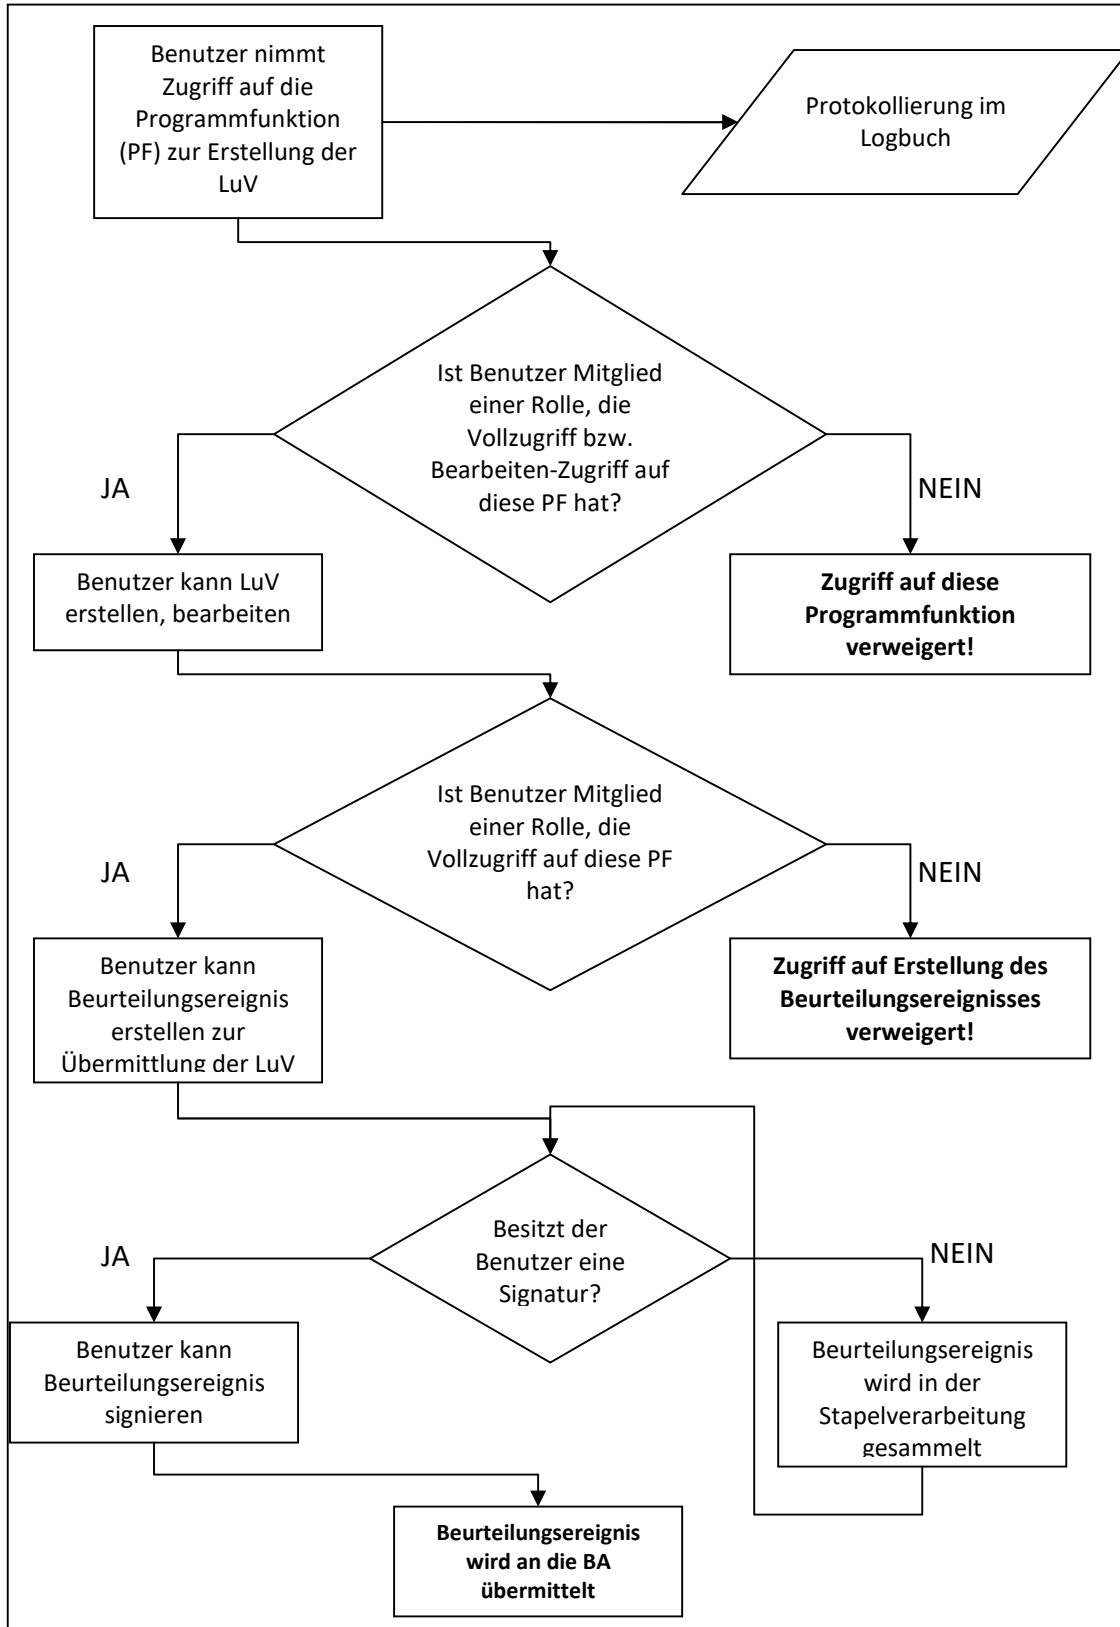 Benutzer nimmt
Zugriff auf die
Programmfunktion
(PF) zur Erstellung der
LuV
Protokollierung im
Logbuch
Ist Benutzer Mitglied
einer Rolle, die
Vollzugriff bzw.
Bearbeiten-Zugriff auf
diese PF hat?
JA
NEIN
Benutzer kann LuV
erstellen, bearbeiten
Zugriff auf diese
Programmfunktion
verweigert!
Ist Benutzer Mitglied
einer Rolle, die
Vollzugriff auf diese PF
hat?
JA
NEIN
Benutzer kann
Beurteilungsereignis
erstellen zur
Übermittlung der LuV
Zugriff auf Erstellung des
Beurteilungsereignisses
verweigert!
Besitzt der
Benutzer eine
Signatur?
JA
NEIN
Benutzer kann
Beurteilungsereignis
signieren
Beurteilungsereignis
wird in der
Stapelverarbeitung
gesammelt
Beurteilungsereignis
wird an die BA
übermittelt